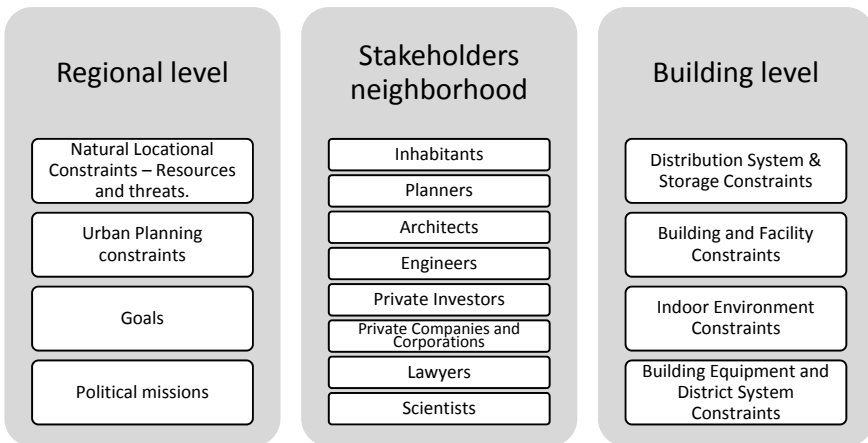 Regional level
Natural Locational
Constraints – Resources
and threats.
Urban Planning
constraints
Goals
Political missions
Stakeholders
neighborhood
Inhabitants
Planners
Architects
Engineers
Private Investors
Private Companies and
Corporations
Lawyers
Scientists
Building level
Distribution System &
Storage Constraints
Building and Facility
Constraints
Indoor Environment
Constraints
Building Equipment and
District System
Constraints